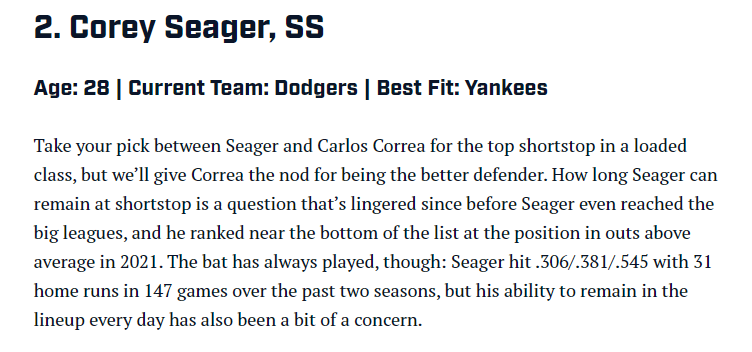 2. Corey Seager, SS
Age: 28 | Current Team: Dodgers | Best Fit: Yankees
Take your pick between Seager and Carlos Correa for the top shortstop in a loaded
class, but we’ll give Correa the nod for being the better defender. How long Seager can
remain at shortstop is a question that’s lingered since before Seager even reached the
big leagues, and he ranked near the bottom of the list at the position in outs above
average in 2021. The bat has always played, though: Seager hit .306/.381/.545 with 31
home runs in 147 games over the past two seasons, but his ability to remain in the
lineup every day has also been a bit of a concern.